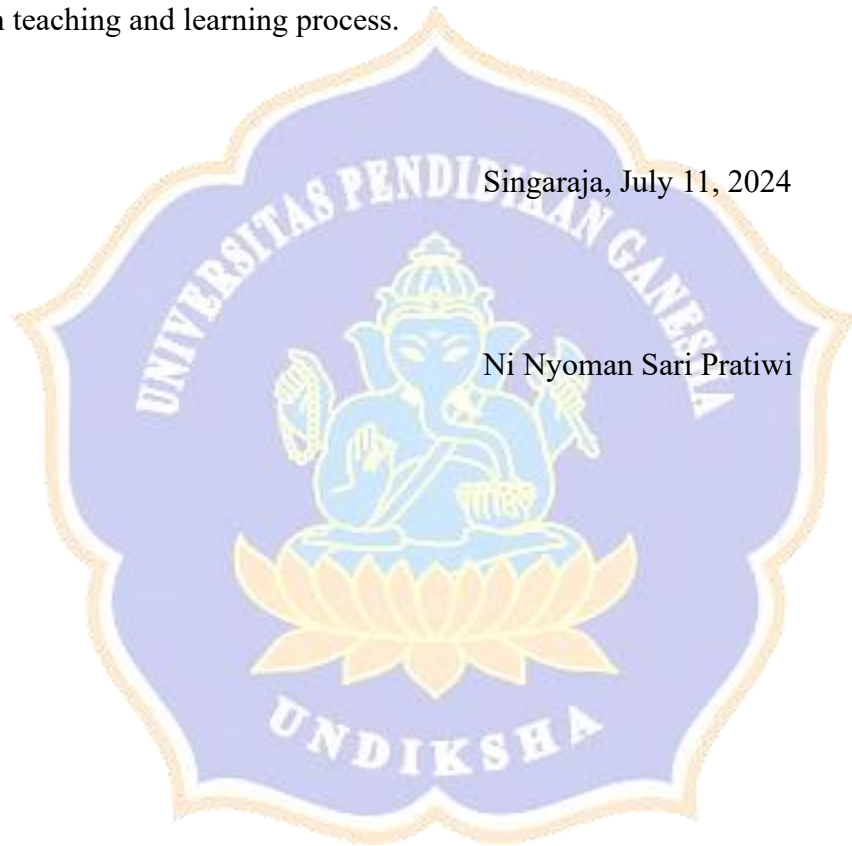 teaching and learning process.
Singaraja, July 11, 2024
UNIVERSITAS PENDIDIKAN GANESHA
Ni Nyoman Sari Pratiwi
UNDIKSHA